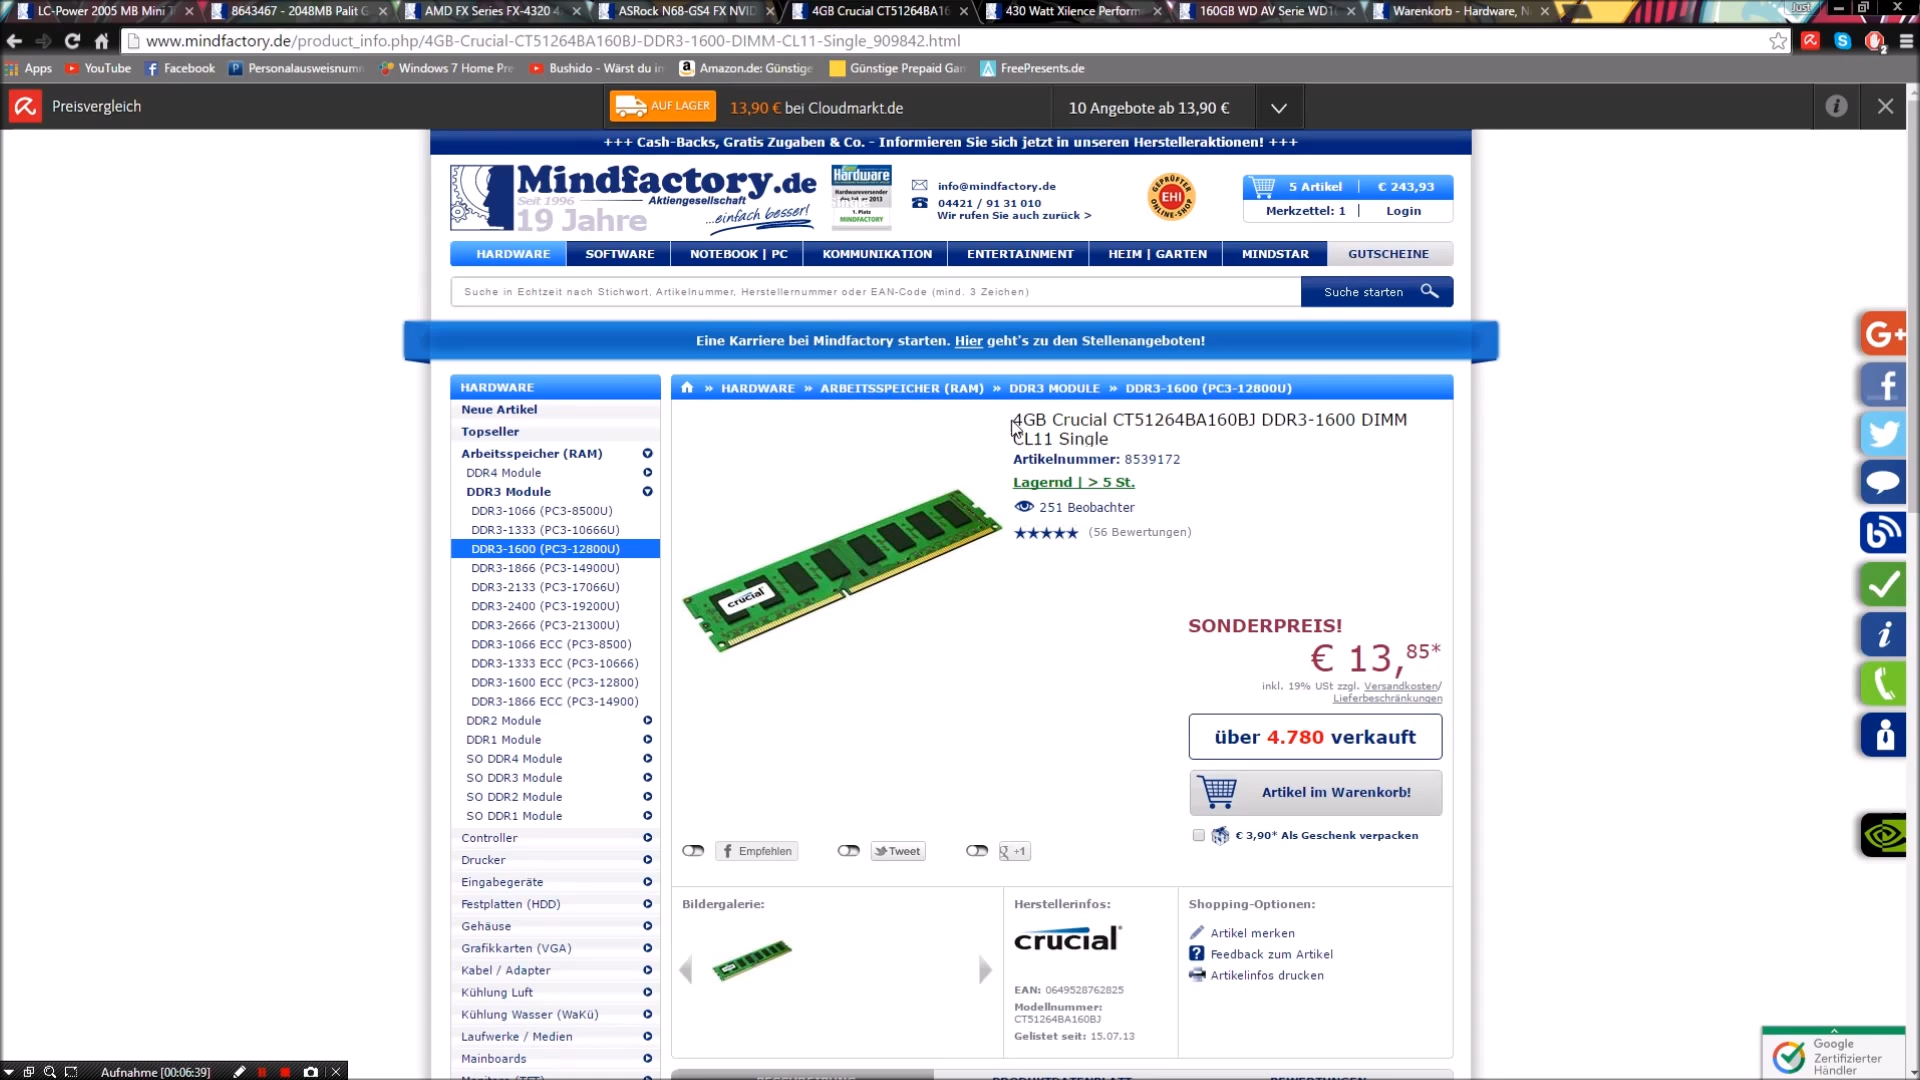 LC-Power 2005 MB Mini T
8643467 - 2048MB Palit G
AMD FX Series FX-4320 4
ASRock N68-GS4 FX NVID
4GB Crucial CT51264BA16
430 Watt Xilence Perform
160GB WD AV Serie WD1
Warenkorb - Hardware, N
Just
www.mindfactory.de/product_info.php/4GB-Crucial-CT51264BA160BJ-DDR3-1600-DIMM-CL11-Single_909842.html
Apps
YouTube
Facebook
Personalausweisnum
Windows 7 Home Pre
Bushido - Wärst du in
Amazon.de: Günstige
Günstige Prepaid Gan
FreePresents.de
Preisvergleich
AUF LAGER
13,90 € bei Cloudmarkt.de
10 Angebote ab 13,90 €
+++ Cash-Backs, Gratis Zugaben & Co. - Informieren Sie sich jetzt in unseren Herstelleraktionen! +++
Mindfactory.de
Seit 1996
Aktiengesellschaft
19 Jahre
...einfach besser!
Hardware
1. Platz
MINDFACTORY
info@mindfactory.de
04421 / 91 31 010
Wir rufen Sie auch zurück >
GEPRÜFTER
EHI
ONLINE-SHOP
5 Artikel | € 243,93
Merkzettel: 1 | Login
HARDWARE
SOFTWARE
NOTEBOOK | PC
KOMMUNIKATION
ENTERTAINMENT
HEIM | GARTEN
MINDSTAR
GUTSCHEINE
Suche in Echtzeit nach Stichwort, Artikelnummer, Herstellernummer oder EAN-Code (mind. 3 Zeichen)
Suche starten
Eine Karriere bei Mindfactory starten. Hier geht's zu den Stellenangeboten!
HARDWARE
Neue Artikel
Topseller
Arbeitsspeicher (RAM)
DDR4 Module
DDR3 Module
DDR3-1066 (PC3-8500U)
DDR3-1333 (PC3-10666U)
DDR3-1600 (PC3-12800U)
DDR3-1866 (PC3-14900U)
DDR3-2133 (PC3-17066U)
DDR3-2400 (PC3-19200U)
DDR3-2666 (PC3-21300U)
DDR3-1066 ECC (PC3-8500)
DDR3-1333 ECC (PC3-10666)
DDR3-1600 ECC (PC3-12800)
DDR3-1866 ECC (PC3-14900)
DDR2 Module
DDR1 Module
SO DDR4 Module
SO DDR3 Module
SO DDR2 Module
SO DDR1 Module
Controller
Drucker
Eingabegeräte
Festplatten (HDD)
Gehäuse
Grafikkarten (VGA)
Kabel / Adapter
Kühlung Luft
Kühlung Wasser (WaKü)
Laufwerke / Medien
Mainboards
» HARDWARE » ARBEITSSPEICHER (RAM) » DDR3 MODULE » DDR3-1600 (PC3-12800U)
4GB Crucial CT51264BA160BJ DDR3-1600 DIMM
CL11 Single
Artikelnummer: 8539172
Lagernd | > 5 St.
251 Beobachter
(56 Bewertungen)
crucial
SONDERPREIS!
€ 13,85*
inkl. 19% USt zzgl. Versandkosten/
Lieferbeschränkungen
über 4.780 verkauft
Artikel im Warenkorb!
€ 3,90* Als Geschenk verpacken
Empfehlen
Tweet
+1
Bildergalerie:
Herstellerinfos:
crucial
EAN: 0649528762825
Modellnummer:
CT51264BA160BJ
Gelistet seit: 15.07.13
Shopping-Optionen:
Artikel merken
Feedback zum Artikel
Artikelinfos drucken
Google
Zertifizierter
Händler
Aufnahme [00:06:39]